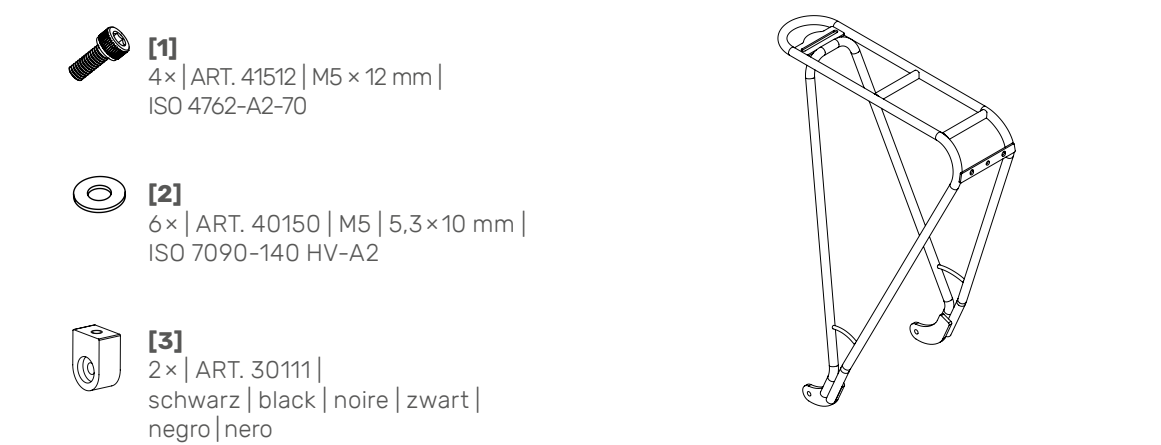 [1]
4× | ART. 41512 | M5 × 12 mm |
ISO 4762-A2-70
[2]
6× | ART. 40150 | M5 | 5,3×10 mm |
ISO 7090-140 HV-A2
[3]
2× | ART. 30111 |
schwarz | black | noire | zwart |
negro | nero